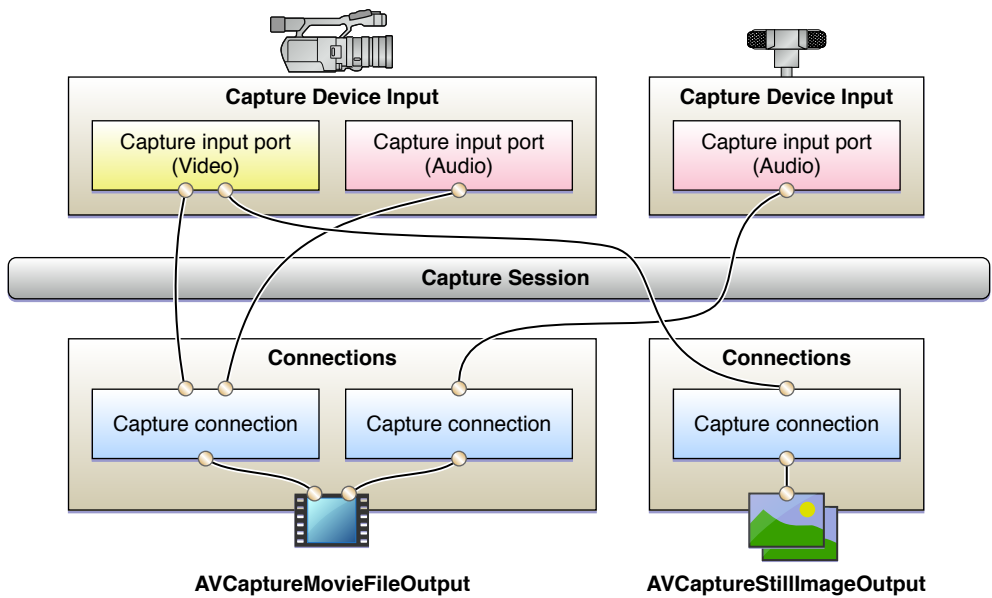 Capture Device Input
Capture input port
(Video)
Capture input port
(Audio)
Capture Device Input
Capture input port
(Audio)
Capture Session
Connections
Capture connection
Capture connection
Connections
Capture connection
AVCaptureMovieFileOutput
AVCaptureStillImageOutput